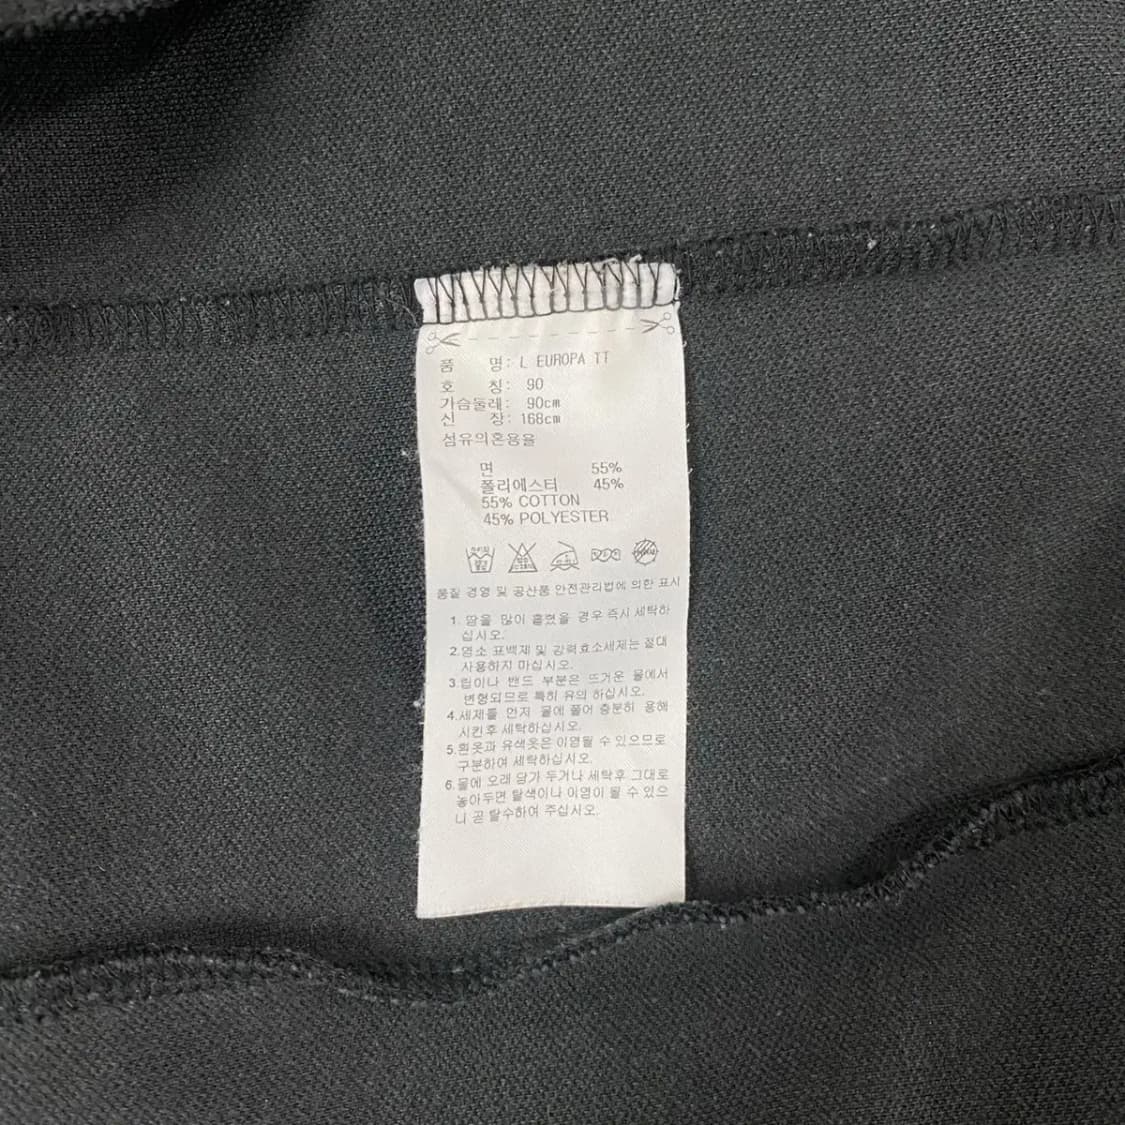 품 명: L EUROPA TT
호 칭: 90
가슴둘레: 90cm
신 장: 168cm
섬유의혼용율
면 55%
폴리에스터 45%
55% COTTON
45% POLYESTER
품질 경영 및 공산품 안전관리법에 의한 표시
1. 땀을 많이 흘렸을 경우 즉시 세탁하
십시오.
2.염소 표백제 및 강력효소세제는 절대
사용하지 마십시오.
3.립이나 밴드 부분은 뜨거운 물에서
변형되므로 특히 유의 하십시오.
4.세제를 먼저 물에 풀어 충분히 용해
시킨후 세탁하십시오.
5.흰옷과 유색옷은 이염될 수 있으므로
구분하여 세탁하십시오.
6.물에 오래 담가 두거나 세탁후 그대로
놓아두면 탈색이나 이염이 될 수 있으
니 곧 탈수하여 주십시오.